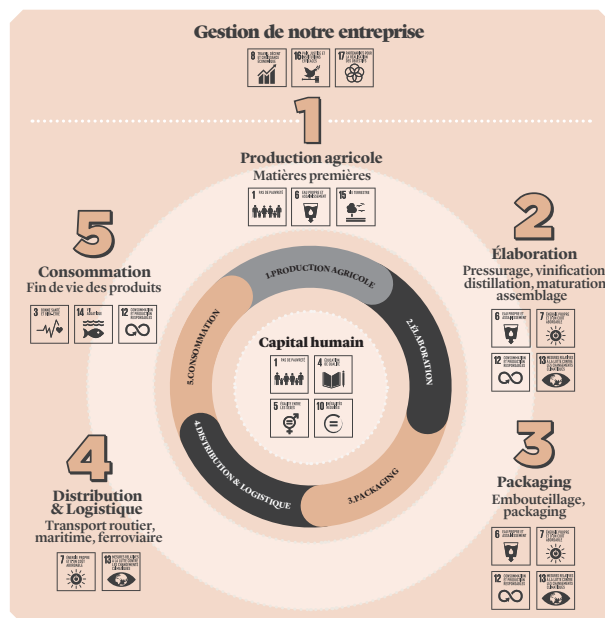 Gestion de notre entreprise
8 TRAVAIL DÉCENT
ET CROISSANCE
ÉCONOMIQUE
16 PAIX, JUSTICE ET
INSTITUTIONS
EFFICACES
17 PARTENARIATS POUR
LA RÉALISATION
DES OBJECTIFS
1
Production agricole
Matières premières
1 PAS DE PAUVRETÉ
6 EAU PROPRE ET
ASSAINISSEMENT
15 VIE TERRESTRE
2
Élaboration
Pressurage, vinification,
distillation, maturation,
assemblage
6 EAU PROPRE ET
ASSAINISSEMENT
7 ÉNERGIE PROPRE
ET D'UN COÛT
ABORDABLE
12 CONSOMMATION
ET PRODUCTION
RESPONSABLES
13 MESURES RELATIVES
À LA LUTTE CONTRE
LES CHANGEMENTS
CLIMATIQUES
3
Packaging
Embouteillage,
packaging
6 EAU PROPRE ET
ASSAINISSEMENT
7 ÉNERGIE PROPRE
ET D'UN COÛT
ABORDABLE
12 CONSOMMATION
ET PRODUCTION
RESPONSABLES
13 MESURES RELATIVES
À LA LUTTE CONTRE
LES CHANGEMENTS
CLIMATIQUES
4
Distribution
& Logistique
Transport routier,
maritime, ferroviaire
7 ÉNERGIE PROPRE
ET D'UN COÛT
ABORDABLE
13 MESURES RELATIVES
À LA LUTTE CONTRE
LES CHANGEMENTS
CLIMATIQUES
5
Consommation
Fin de vie des produits
3 BONNE SANTÉ
ET BIEN-ÊTRE
14 VIE
AQUATIQUE
12 CONSOMMATION
ET PRODUCTION
RESPONSABLES
1.PRODUCTION AGRICOLE
2.ÉLABORATION
3.PACKAGING
4.DISTRIBUTION & LOGISTIQUE
5.CONSOMMATION
Capital humain
1 PAS DE PAUVRETÉ
4 ÉDUCATION
DE QUALITÉ
5 ÉGALITÉ ENTRE
LES SEXES
10 INÉGALITÉS
RÉDUITES